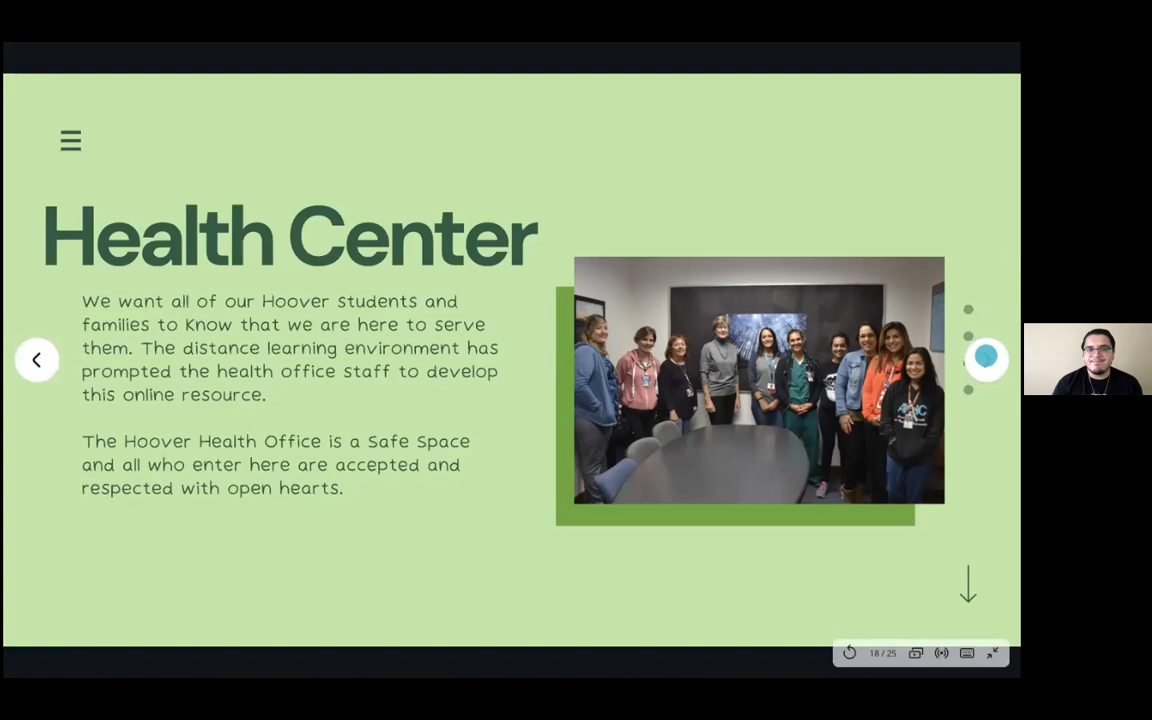 Health Center
We want all of our Hoover students and
families to know that we are here to serve
them. The distance learning environment has
prompted the health office staff to develop
this online resource.
The Hoover Health Office is a Safe Space
and all who enter here are accepted and
respected with open hearts.
18 / 25